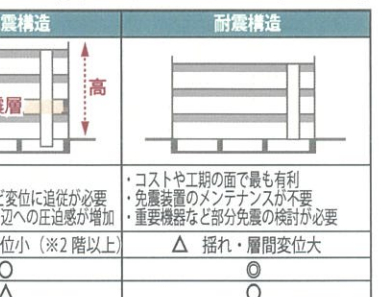 震構造
耐震構造
高
震層
ど変位に追従が必要
辺への圧迫感が増加
・コストや工期の面で最も有利
・免震装置のメンテナンスが不要
・重要機器など部分免震の検討が必要
位小（※2 階以上）
△ 揺れ・層間変位大
○
◎
△
○